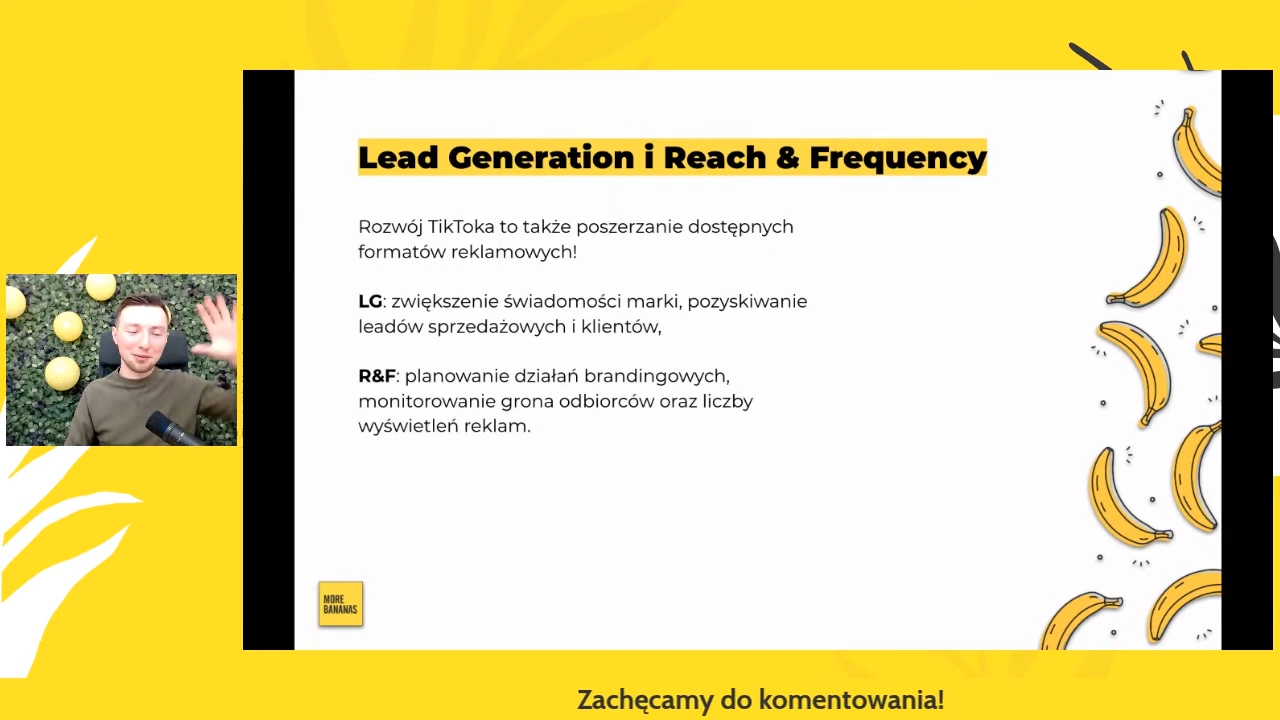 Lead Generation i Reach & Frequency
Rozwój TikToka to także poszerzanie dostępnych
formatów reklamowych!
LG: zwiększenie świadomości marki, pozyskiwanie
leadów sprzedażowych i klientów,
R&F: planowanie działań brandingowych,
monitorowanie grona odbiorców oraz liczby
wyświetleń reklam.
MORE
BANANAS
Zachęcamy do komentowania!